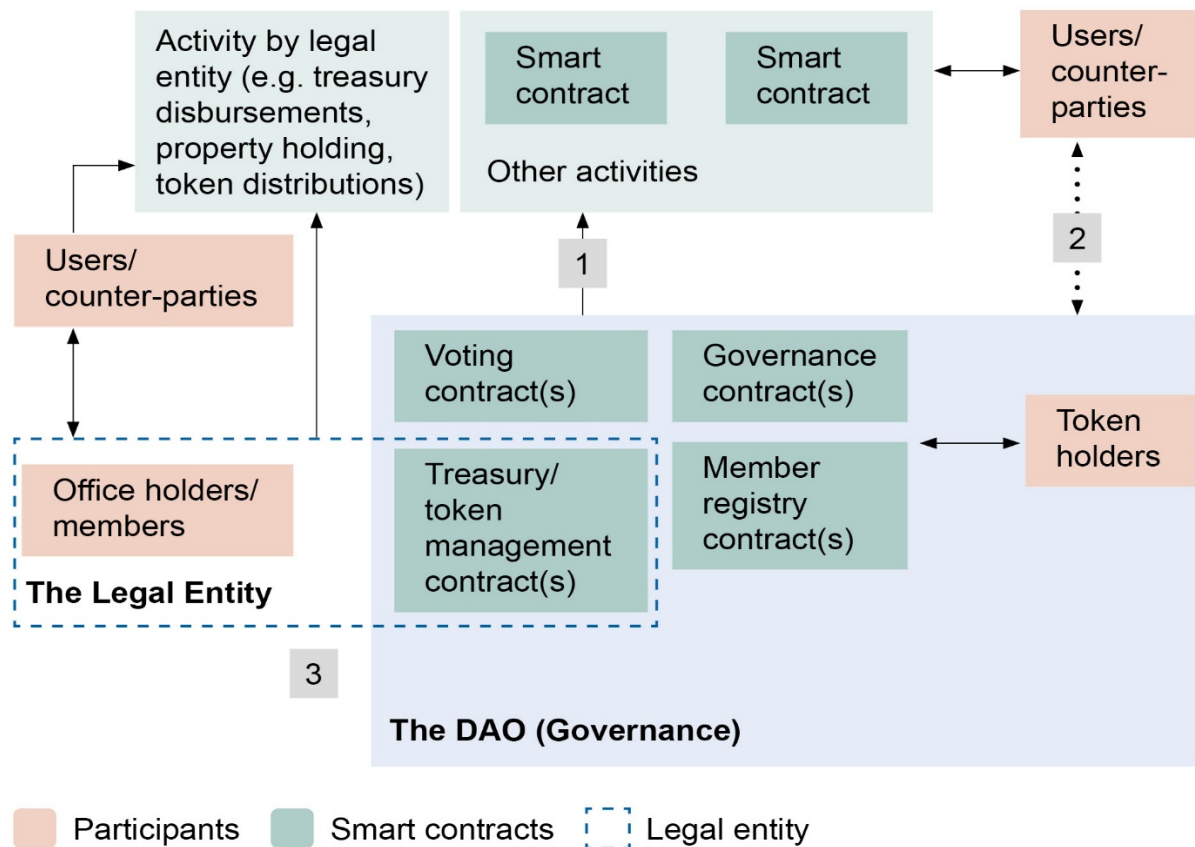 Activity by legal
entity (e.g. treasury
disbursements,
property holding,
token distributions)
Smart
contract
Smart
contract
Other activities
Users/
counter-
parties
1
2
Users/
counter-parties
Voting
contract(s)
Governance
contract(s)
Token
holders
Office holders/
members
The Legal Entity
Treasury/
token
management
contract(s)
Member
registry
contract(s)
3
The DAO (Governance)
Participants
Smart contracts
Legal entity